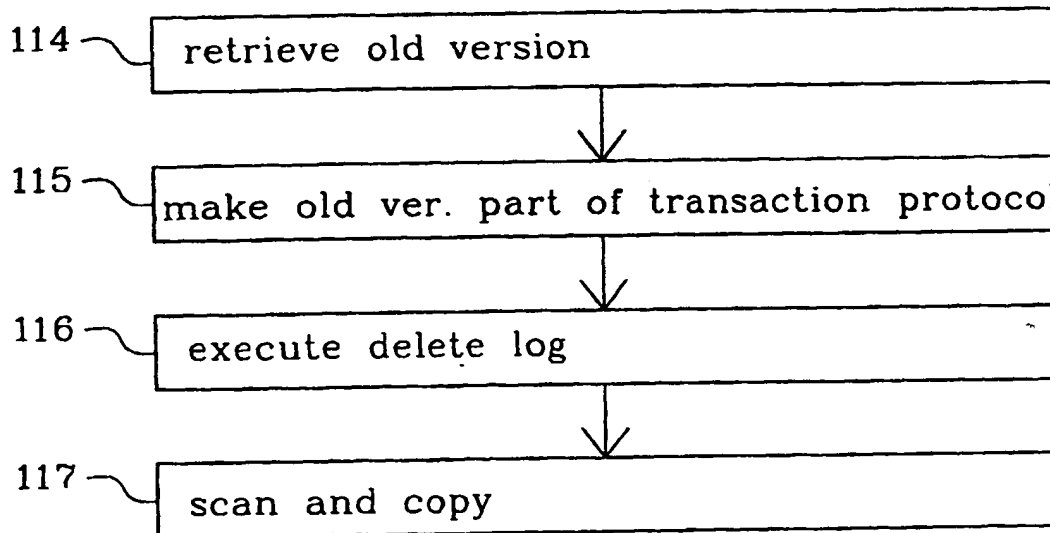 114 retrieve old version
115 make old ver. part of transaction protoco
116 execute delete log
117 scan and copy